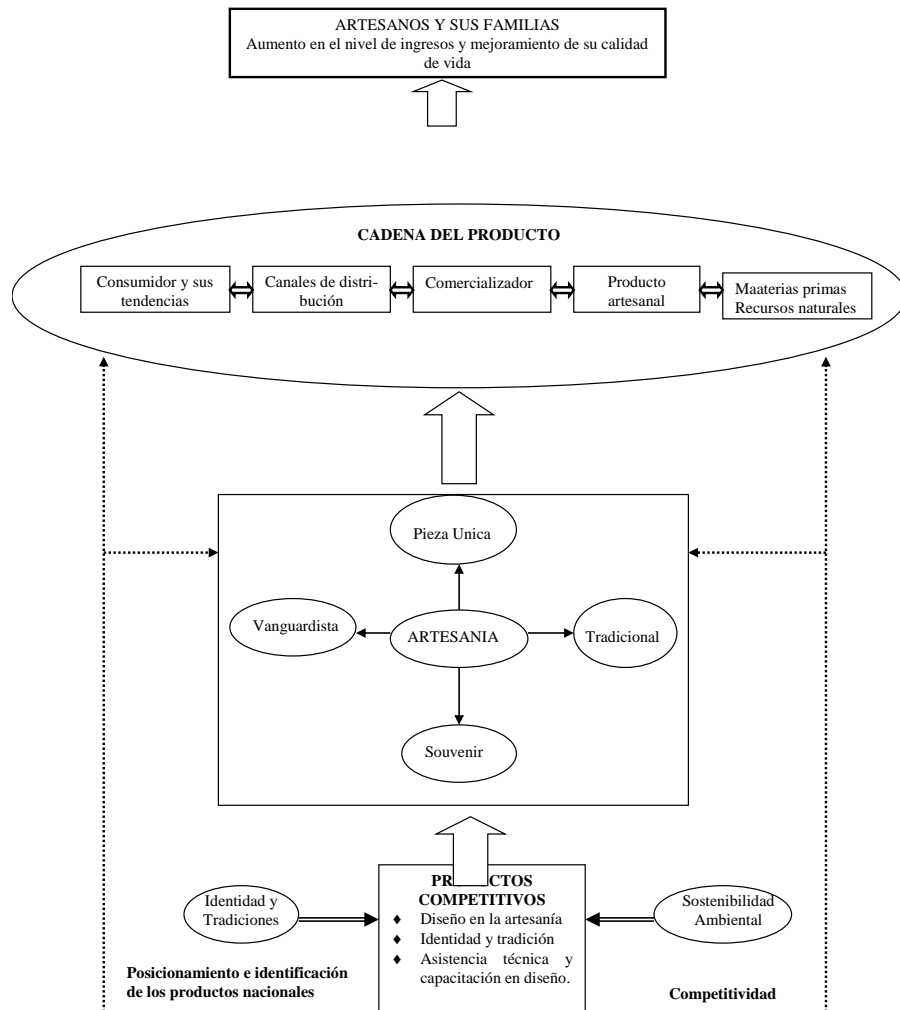 ARTESANOS Y SUS FAMILIAS
Aumento en el nivel de ingresos y mejoramiento de su calidad
de vida
CADENA DEL PRODUCTO
Consumidor y sus
tendencias
Canales de distri-
bución
Comercializador
Producto
artesanal
Maaterias primas
Recursos naturales
Pieza Unica
Vanguardista
ARTESANIA
Tradicional
Souvenir
Identidad y
Tradiciones
COMPETITIVOS
♦ Diseño en la artesanía
♦ Identidad y tradición
♦ Asistencia técnica y
capacitación en diseño.
Sostenibilidad
Ambiental
Posicionamiento e identificación
de los productos nacionales
Competitividad